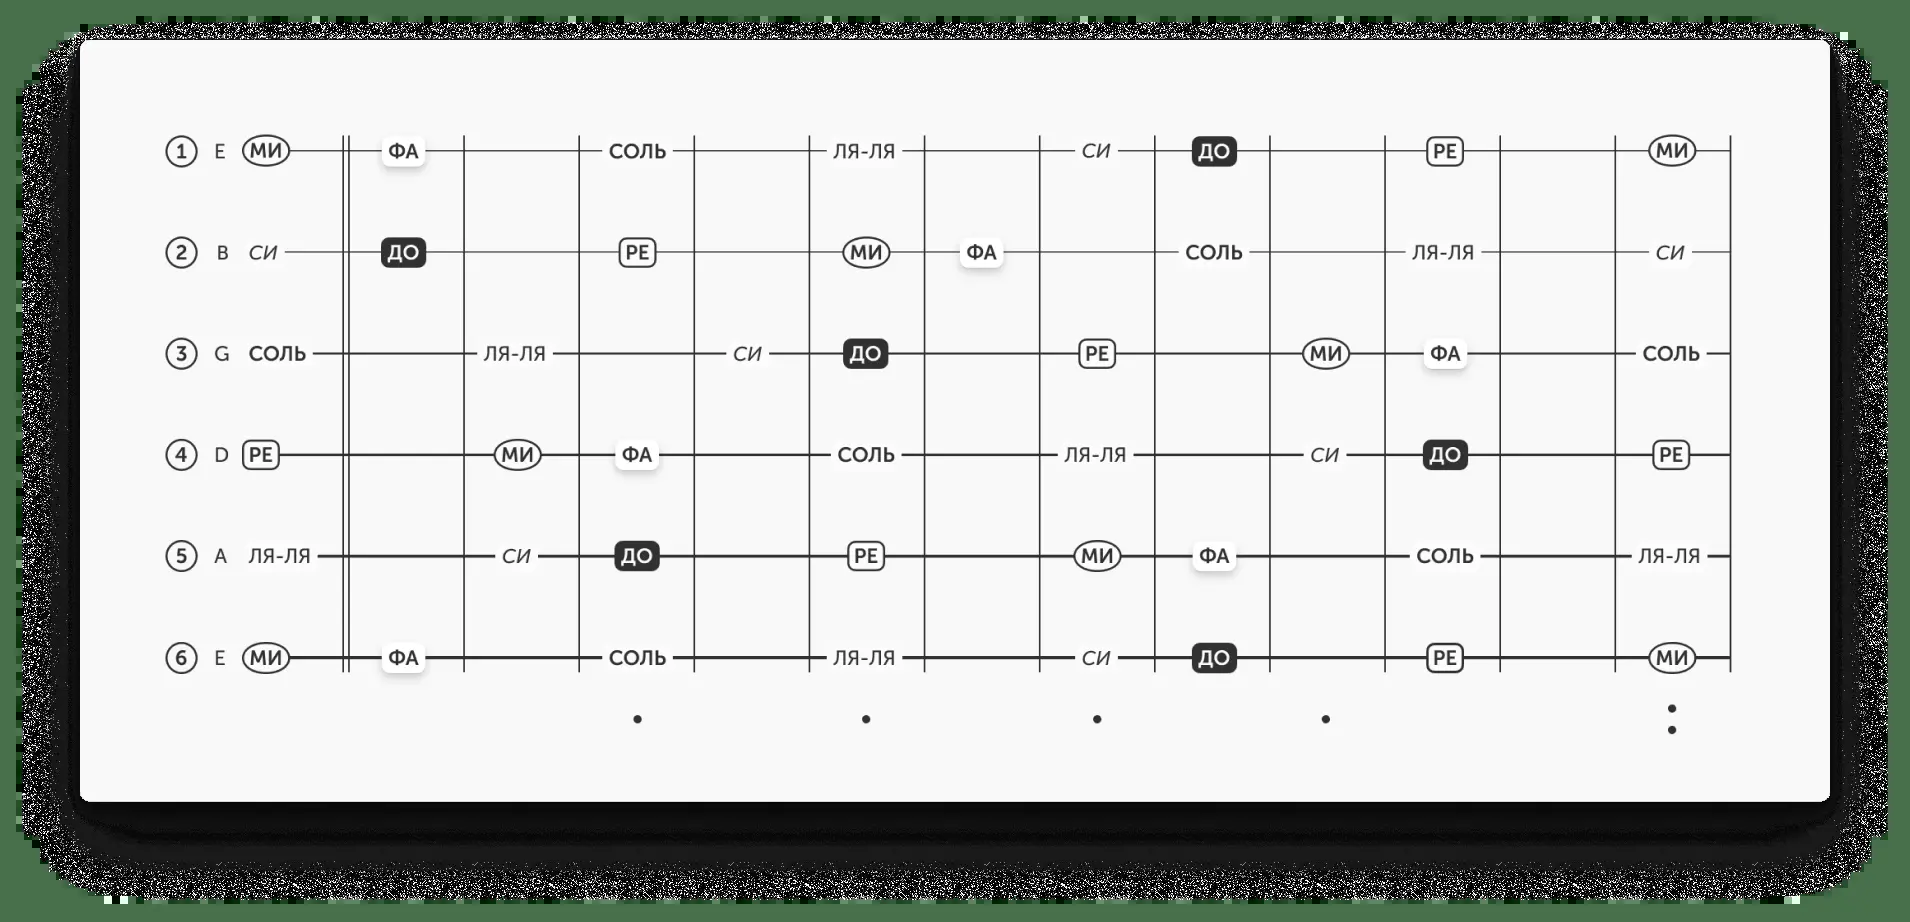 1 E МИ ФА СОЛЬ ЛЯ-ЛЯ СИ ДО РЕ МИ
2 B СИ ДО РЕ МИ ФА СОЛЬ ЛЯ-ЛЯ СИ
3 G СОЛЬ ЛЯ-ЛЯ СИ ДО РЕ МИ ФА СОЛЬ
4 D РЕ МИ ФА СОЛЬ ЛЯ-ЛЯ СИ ДО РЕ
5 A ЛЯ-ЛЯ СИ ДО РЕ МИ ФА СОЛЬ ЛЯ-ЛЯ
6 E МИ ФА СОЛЬ ЛЯ-ЛЯ СИ ДО РЕ МИ